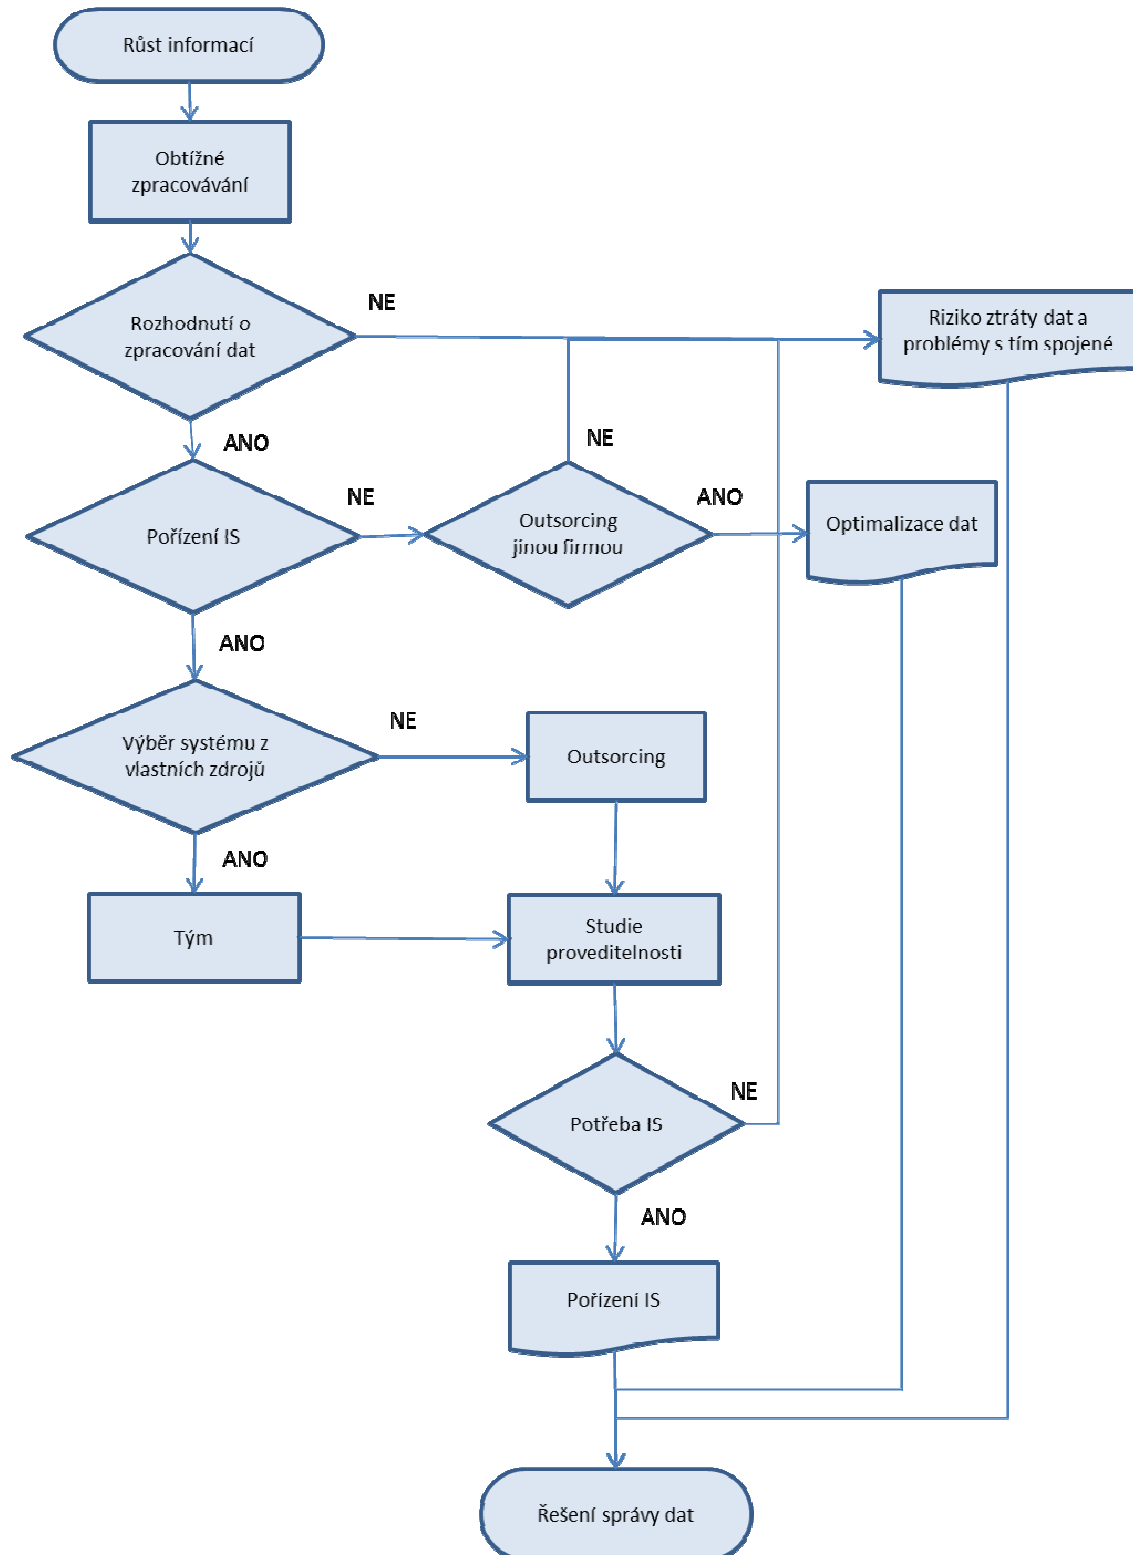 Růst informací
Obtížné
zpracovávání
NE
Rozhodnutí o
zpracování dat
Riziko ztráty dat a
problémy s tím spojené
ANO
NE
NE
ANO
Pořízení IS
Outsorcing
jinou firmou
Optimalizace dat
ANO
NE
Výběr systému z
vlastních zdrojů
Outsorcing
ANO
Tým
Studie
proveditelnosti
NE
Potřeba IS
ANO
Pořízení IS
Řešení správy dat